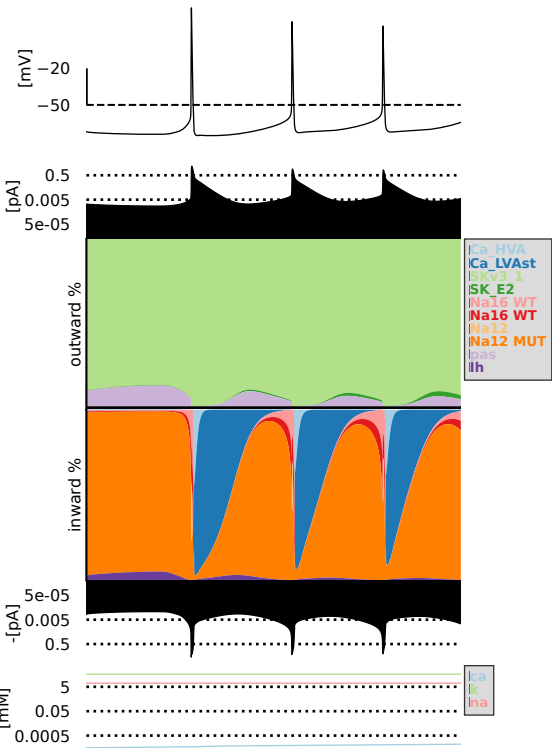 [mV]
−20
−50
[pA]
0.5
0.005
5e-05
outward %
Ca_HVA
Ca_LVAst
SKv3_1
SK_E2
Na16 WT
Na16 WT
Na12
Na12 MUT
pas
Ih
inward %
-[pA]
5e-05
0.005
0.5
[mM]
5
0.05
0.0005
ca
k
na